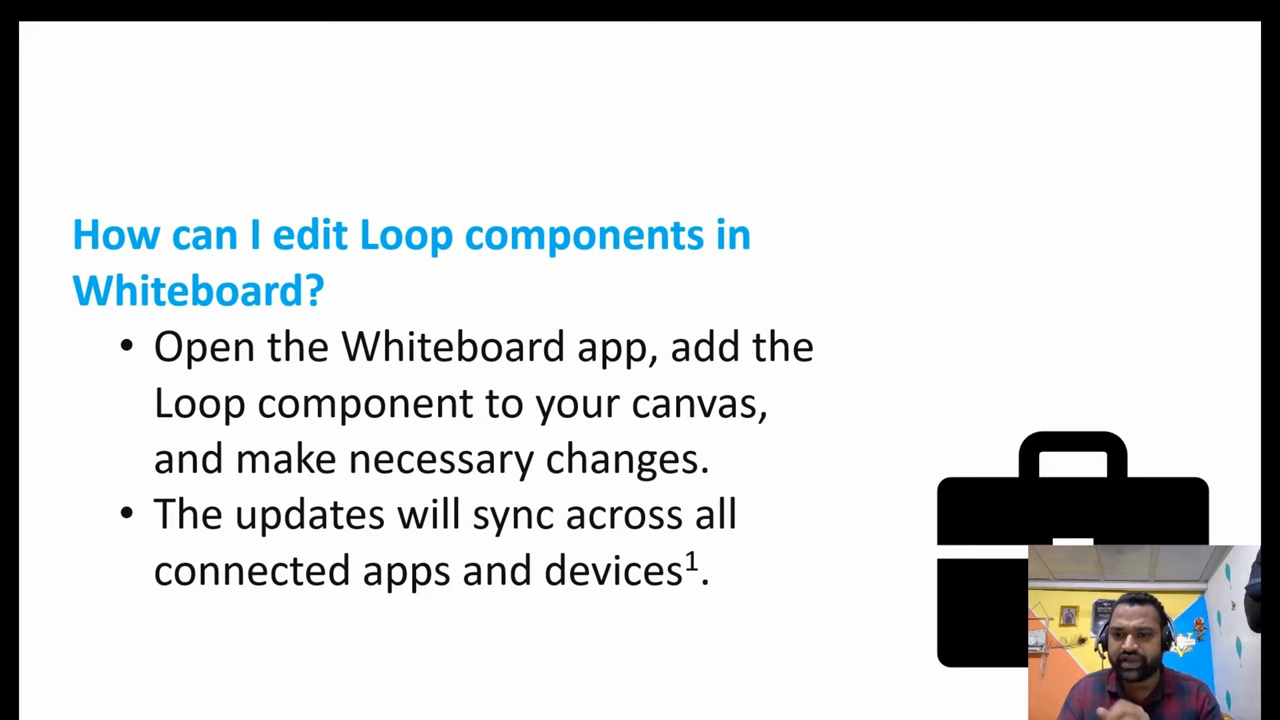 How can I edit Loop components in
Whiteboard?
• Open the Whiteboard app, add the
Loop component to your canvas,
and make necessary changes.
• The updates will sync across all
connected apps and devices¹.